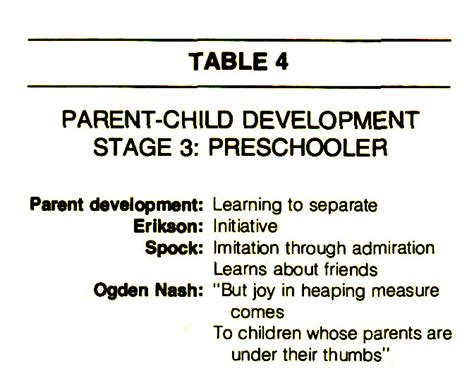 TABLE 4
PARENT-CHILD DEVELOPMENT
STAGE 3: PRESCHOOLER
Parent development: Learning to separate
Erikson: Initiative
Spock: Imitation through admiration
Learns about friends
Ogden Nash: "But joy in heaping measure
comes
To children whose parents are
under their thumbs"